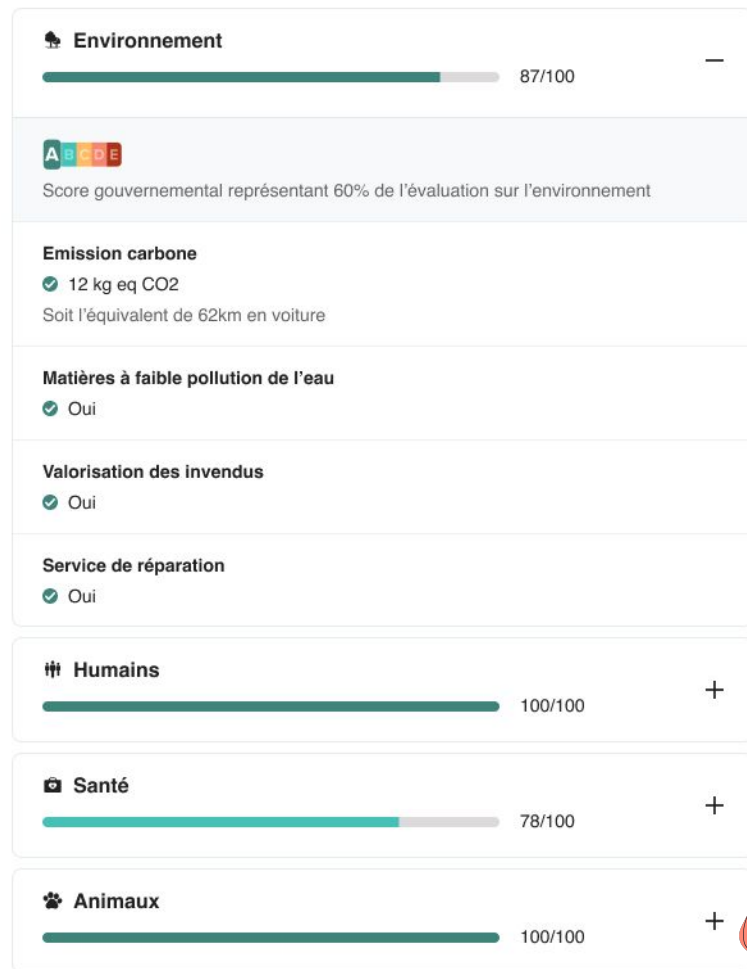 Environnement
87/100
A B C D E
Score gouvernemental représentant 60% de l’évaluation sur l’environnement
Emission carbone
12 kg eq CO2
Soit l’équivalent de 62km en voiture
Matières à faible pollution de l’eau
Oui
Valorisation des invendus
Oui
Service de réparation
Oui
Humains
100/100
Santé
78/100
Animaux
100/100